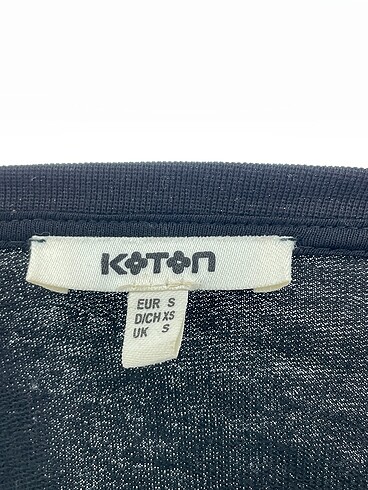 KOTON
EUR S
D/CH XS
UK S